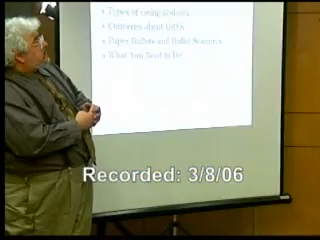 • Types of voting systems
• Concerns about DREs
• Paper Ballots and Ballot Scanners
• What You Need to Do!
Recorded: 3/8/06